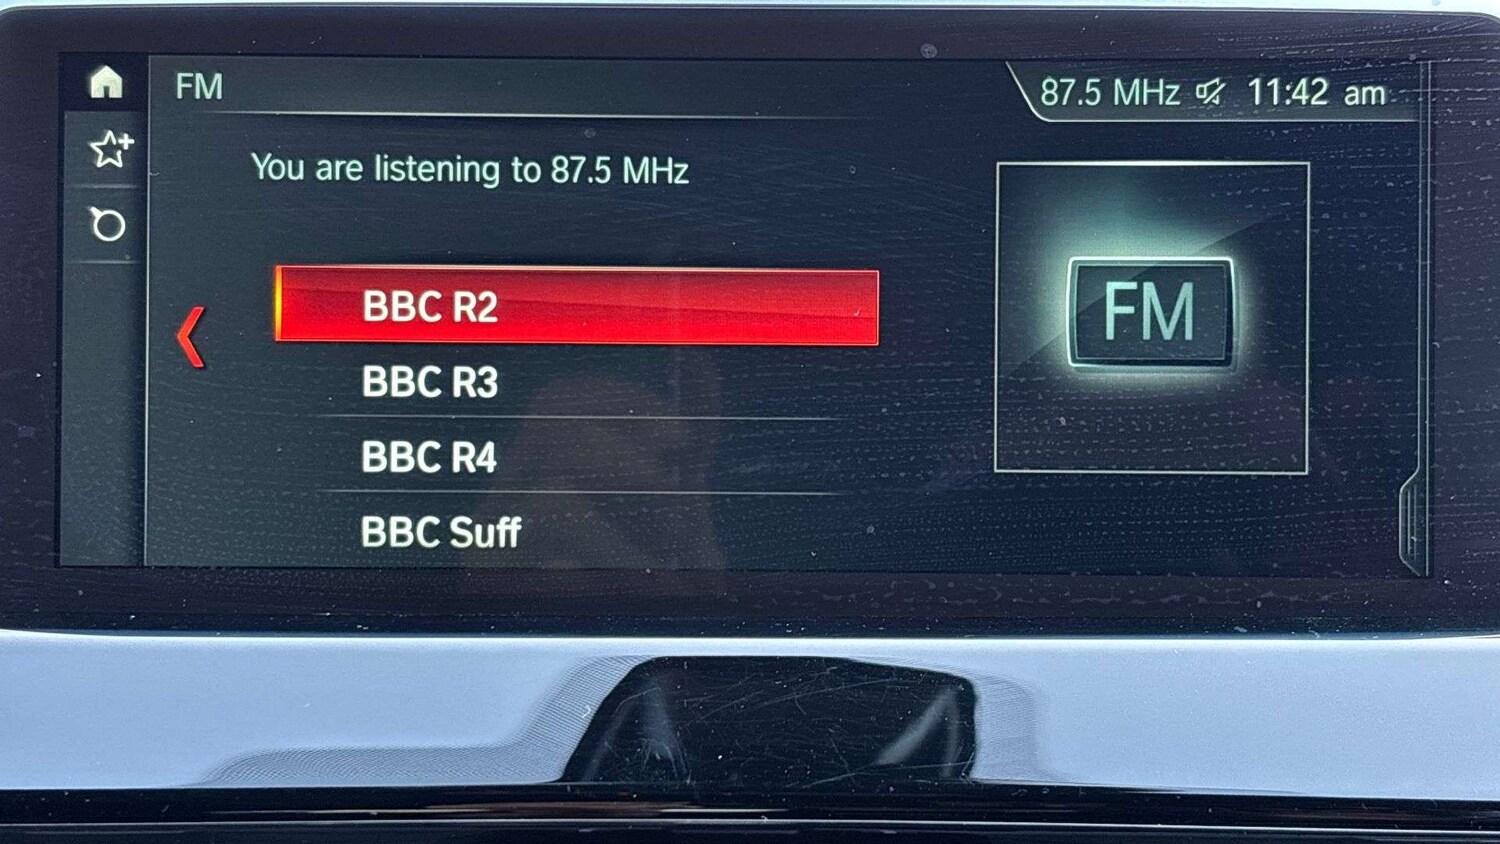 FM
87.5 MHz 11:42 am
You are listening to 87.5 MHz
BBC R2
BBC R3
BBC R4
BBC Suff
FM